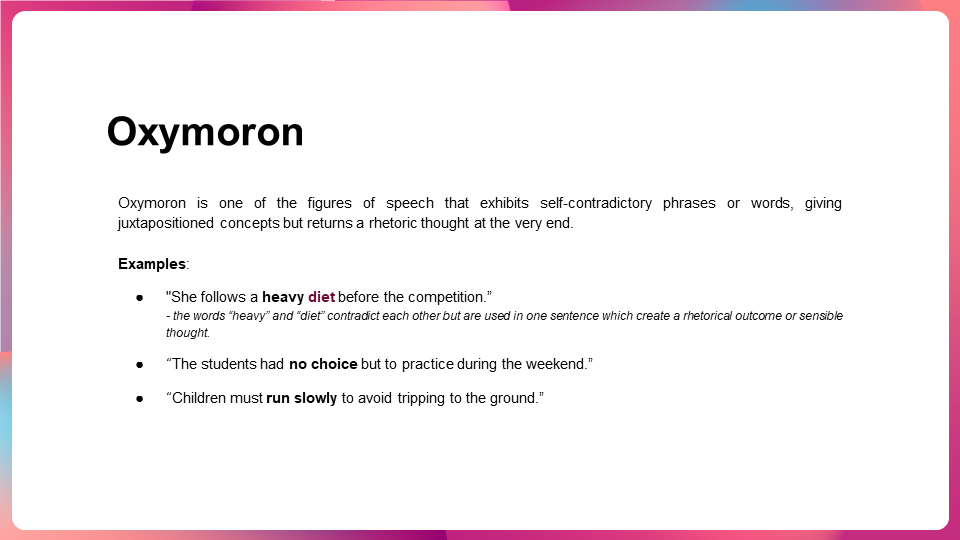 Oxymoron
Oxymoron is one of the figures of speech that exhibits self-contradictory phrases or words, giving
juxtapositioned concepts but returns a rhetoric thought at the very end.
Examples:
● "She follows a heavy diet before the competition.”
- the words “heavy” and “diet” contradict each other but are used in one sentence which create a rhetorical outcome or sensible
thought.
● “The students had no choice but to practice during the weekend.”
● “Children must run slowly to avoid tripping to the ground.”